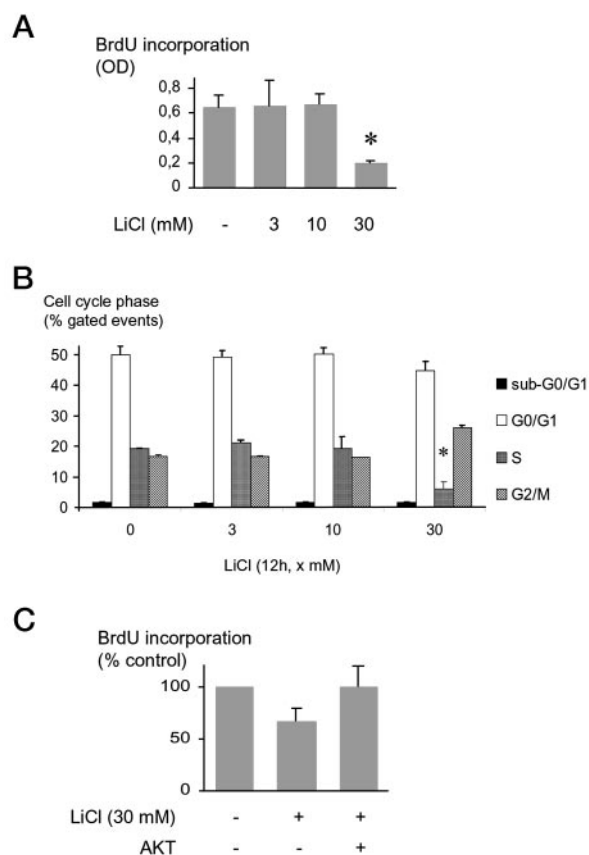 A
BrdU incorporation
(OD)
0,8
0,6
0,4
0,2
0
*
LiCl (mM) - 3 10 30
B
Cell cycle phase
(% gated events)
50
40
30
20
10
0
*
sub-G0/G1
G0/G1
S
G2/M
0 3 10 30
LiCl (12h, x mM)
C
BrdU incorporation
(% control)
100
50
0
LiCl (30 mM) - + +
AKT - - +